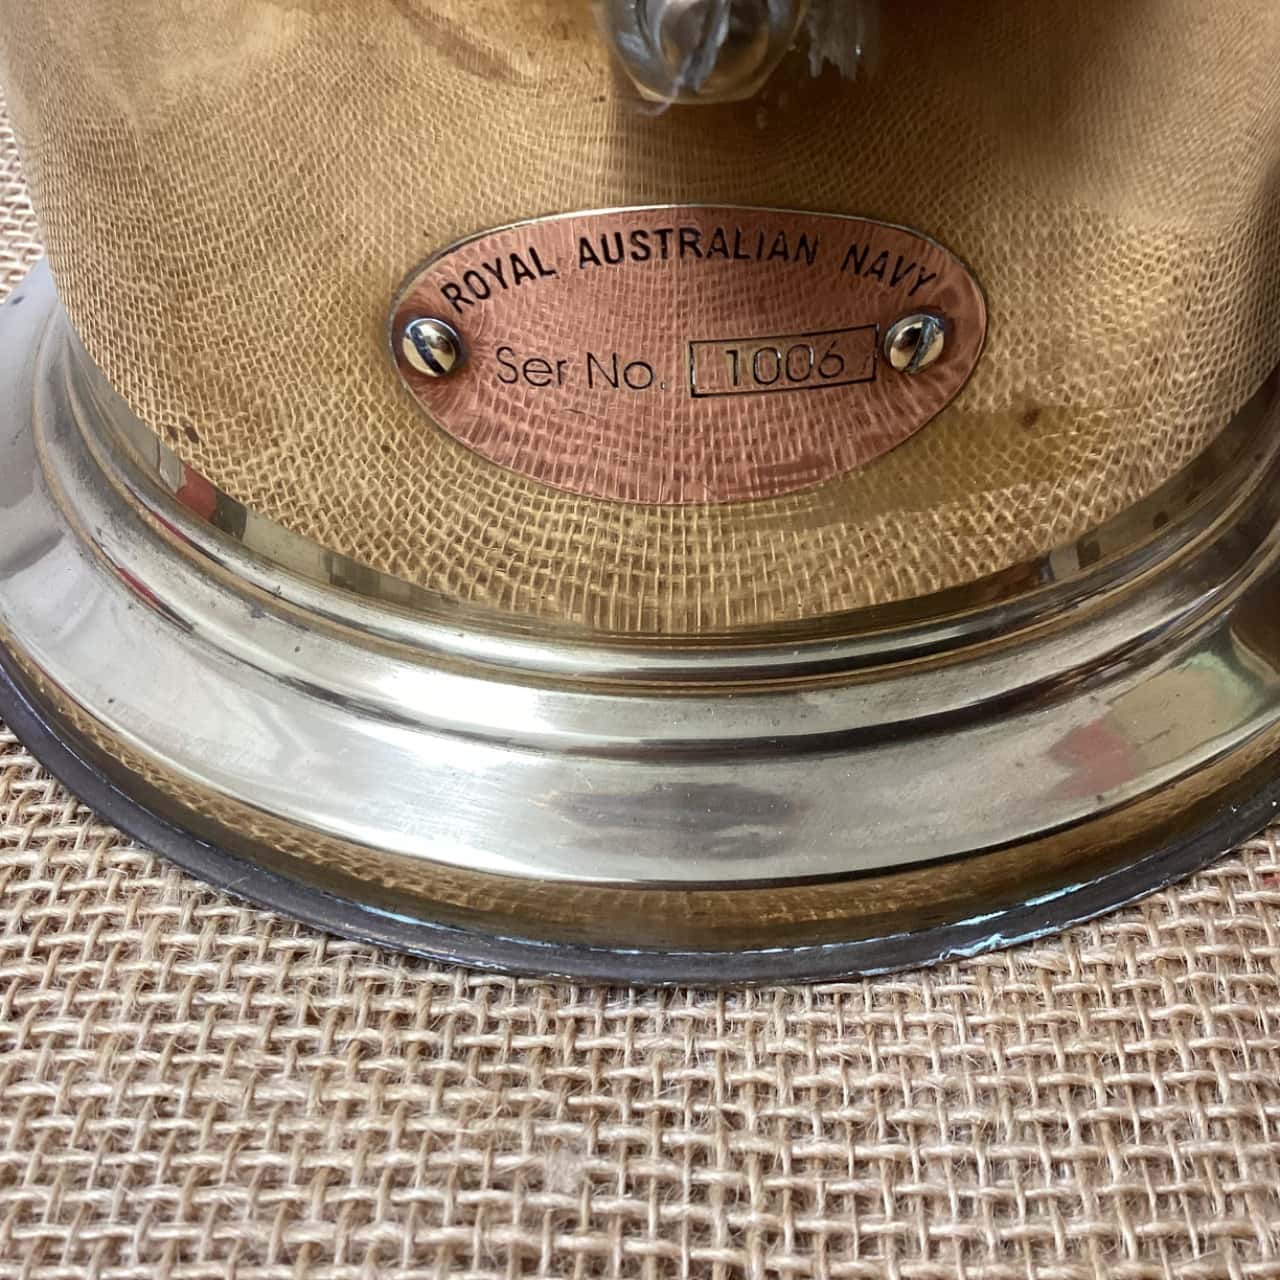 ROYAL AUSTRALIAN NAVY
Ser No. 1006